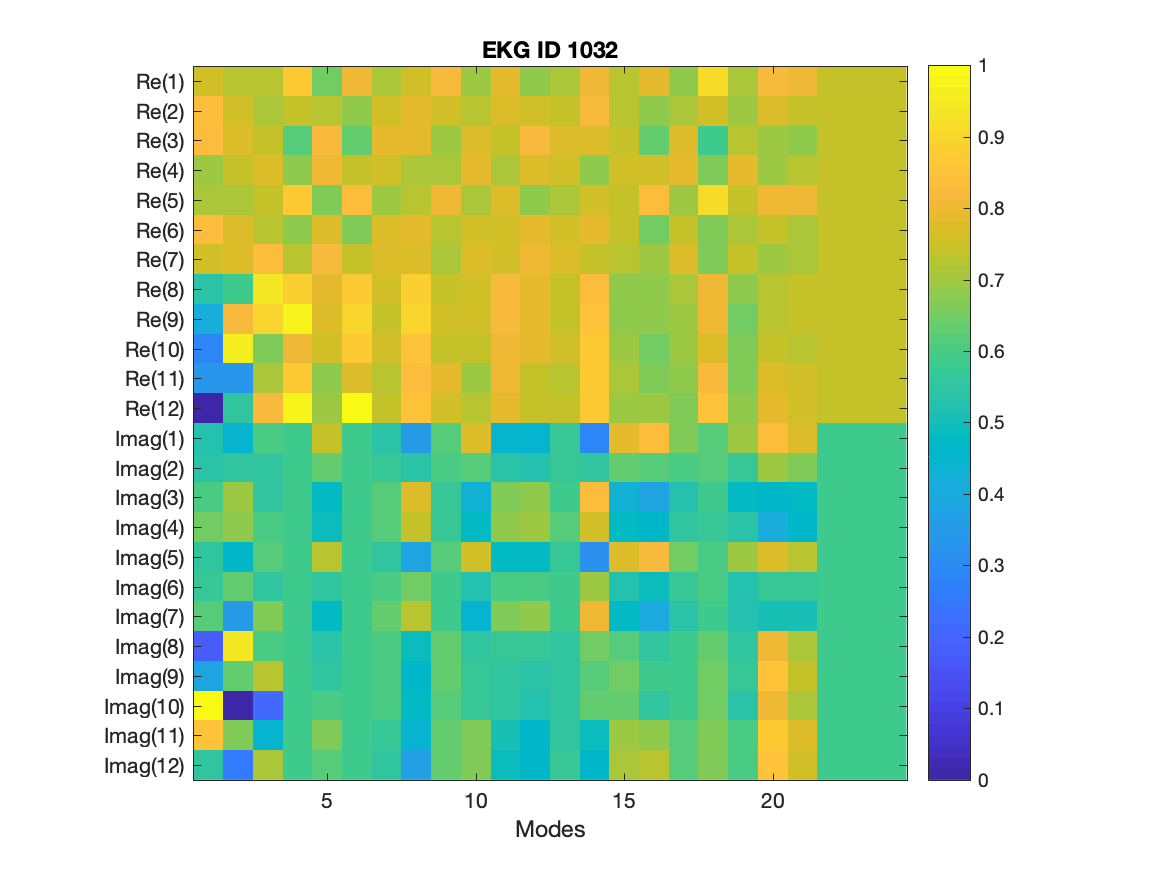 EKG ID 1032
Re(1)
Re(2)
Re(3)
Re(4)
Re(5)
Re(6)
Re(7)
Re(8)
Re(9)
Re(10)
Re(11)
Re(12)
Imag(1)
Imag(2)
Imag(3)
Imag(4)
Imag(5)
Imag(6)
Imag(7)
Imag(8)
Imag(9)
Imag(10)
Imag(11)
Imag(12)
5 10 15 20
Modes
1
0.9
0.8
0.7
0.6
0.5
0.4
0.3
0.2
0.1
0